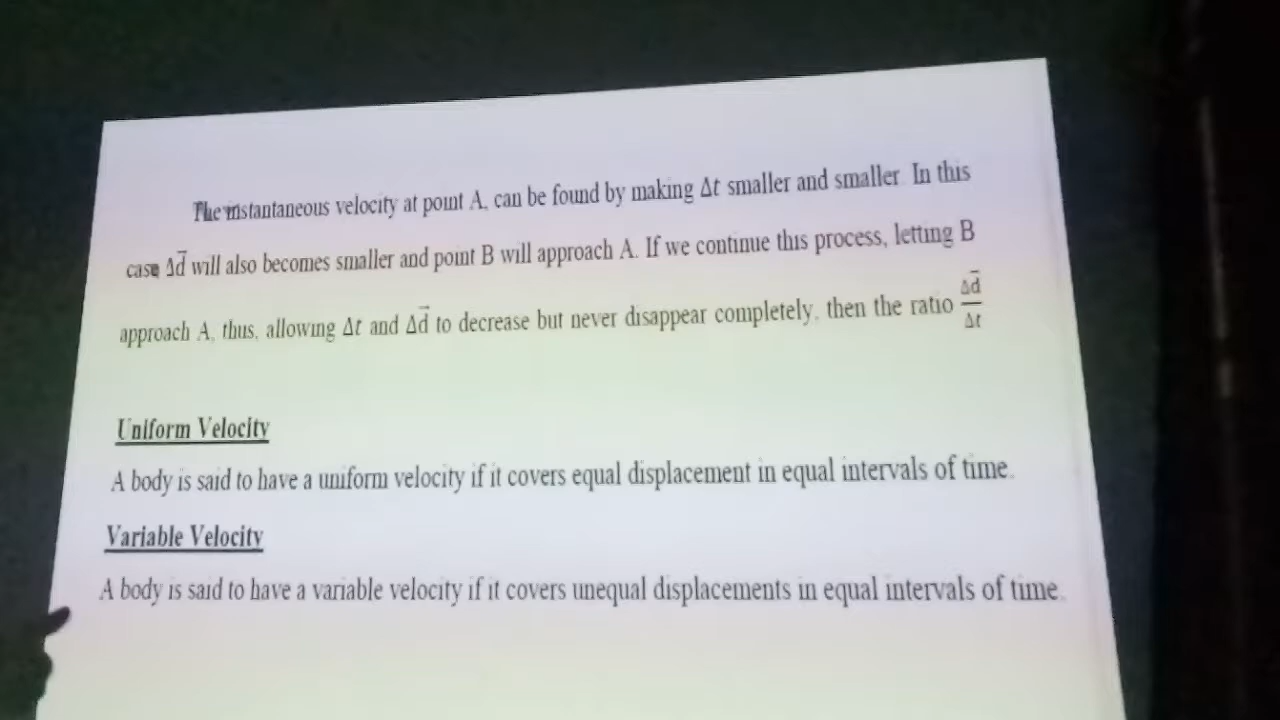 The instantaneous velocity at point A, can be found by making Δt smaller and smaller. In this
case Δd⃗ will also becomes smaller and point B will approach A. If we continue this process, letting B
approach A, thus, allowing Δt and Δd⃗ to decrease but never disappear completely, then the ratio Δd⃗/Δt
Uniform Velocity
A body is said to have a uniform velocity if it covers equal displacement in equal intervals of time.
Variable Velocity
A body is said to have a variable velocity if it covers unequal displacements in equal intervals of time.